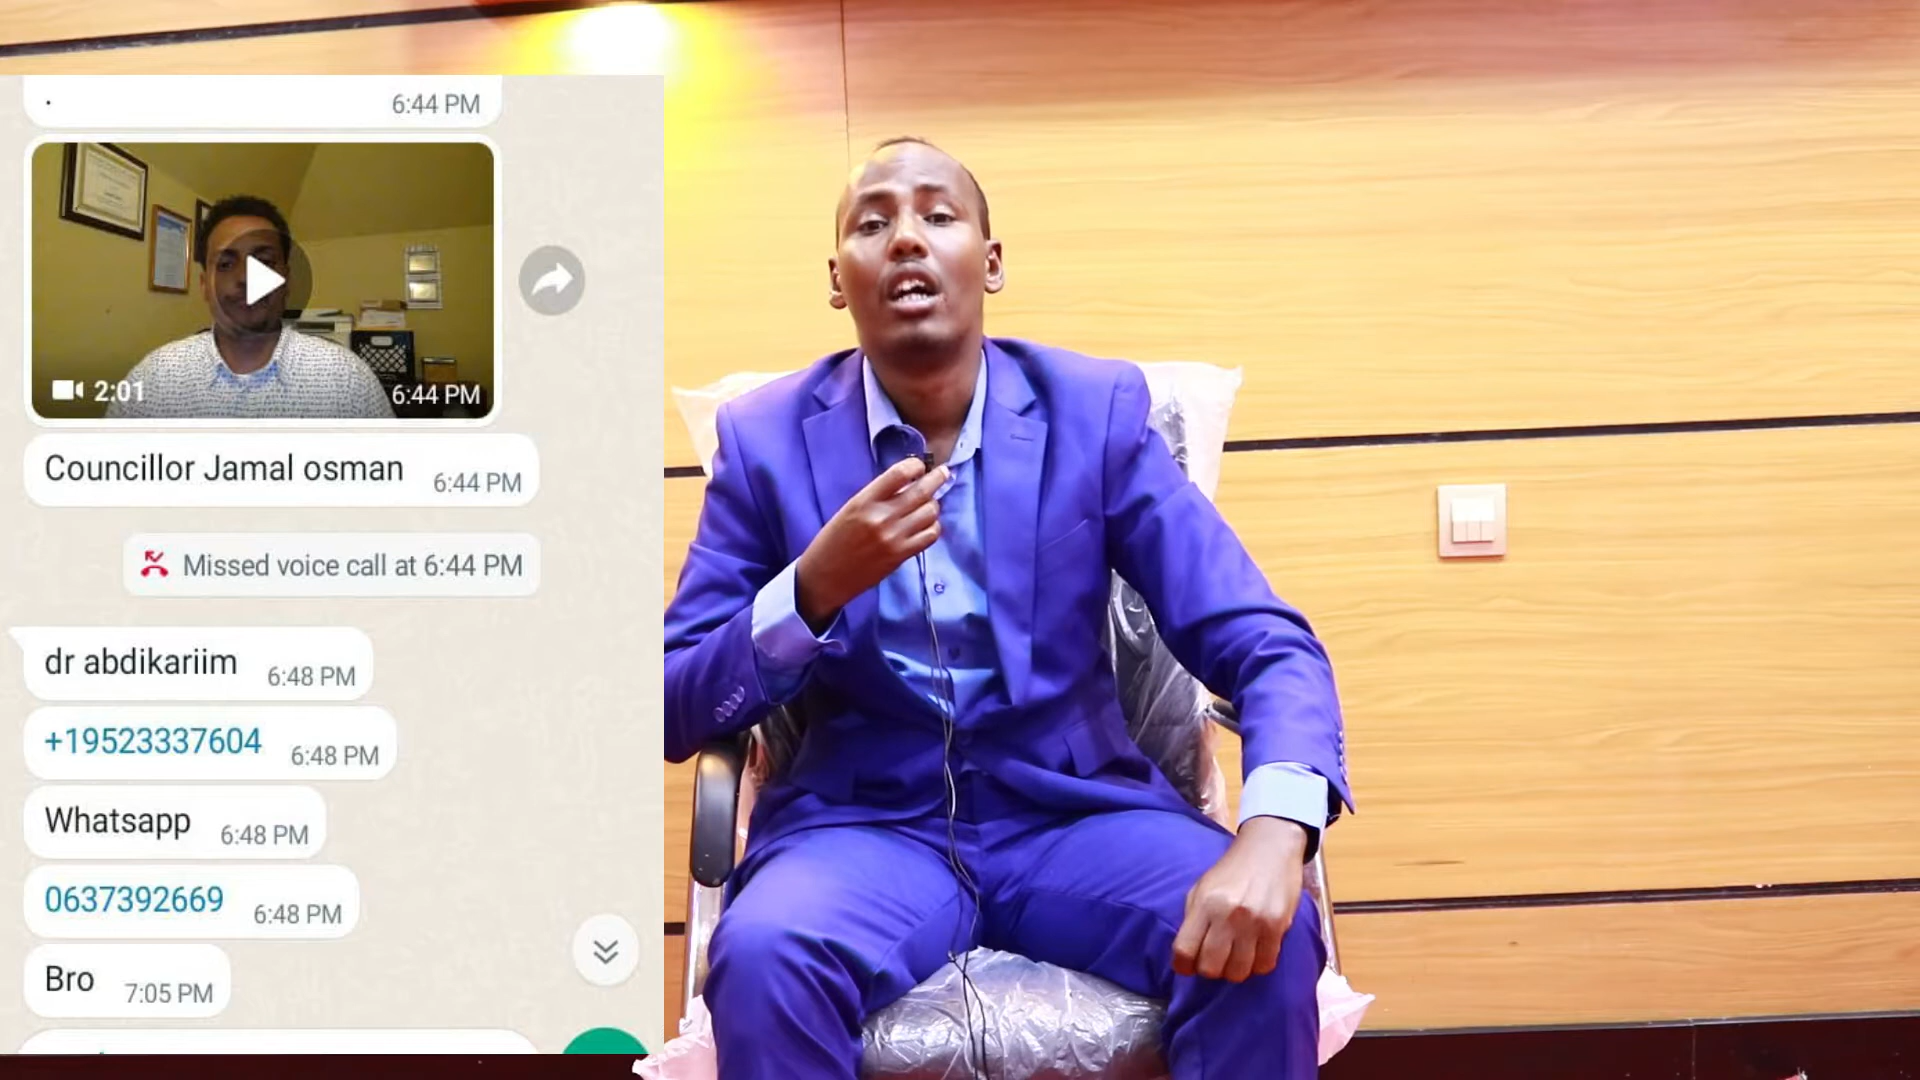 .
6:44 PM
2:01
6:44 PM
Councillor Jamal osman 6:44 PM
Missed voice call at 6:44 PM
dr abdikariim 6:48 PM
+19523337604 6:48 PM
Whatsapp 6:48 PM
0637392669 6:48 PM
Bro 7:05 PM